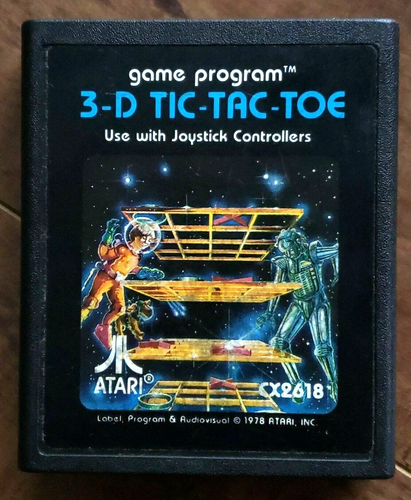 game program™
3-D TIC-TAC-TOE
Use with Joystick Controllers
ATARI®
CX2618
Label, Program & Audiovisual © 1978 ATARI, INC.